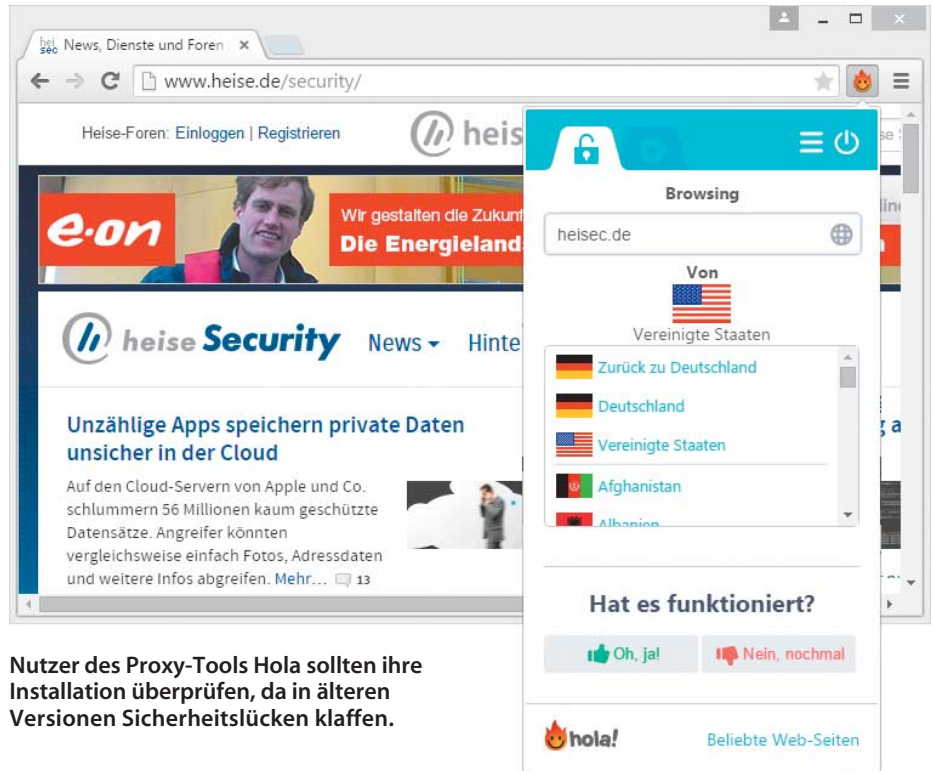 hei sec News, Dienste und Foren
www.heise.de/security/
Heise-Foren: Einloggen | Registrieren
heis
e·on
Wir gestalten die Zukunf
Die Energieland
heise Security News Hinte
Unzählige Apps speichern private Daten
unsicher in der Cloud
Auf den Cloud-Servern von Apple und Co.
schlummern 56 Millionen kaum geschützte
Datensätze. Angreifer könnten
vergleichsweise einfach Fotos, Adressdaten
und weitere Infos abgreifen. Mehr... 13
Browsing
heisec.de
Von
Vereinigte Staaten
Zurück zu Deutschland
Deutschland
Vereinigte Staaten
Afghanistan
Albanien
Hat es funktioniert?
Oh, ja!
Nein, nochmal
hola!
Beliebte Web-Seiten
Nutzer des Proxy-Tools Hola sollten ihre
Installation überprüfen, da in älteren
Versionen Sicherheitslücken klaffen.